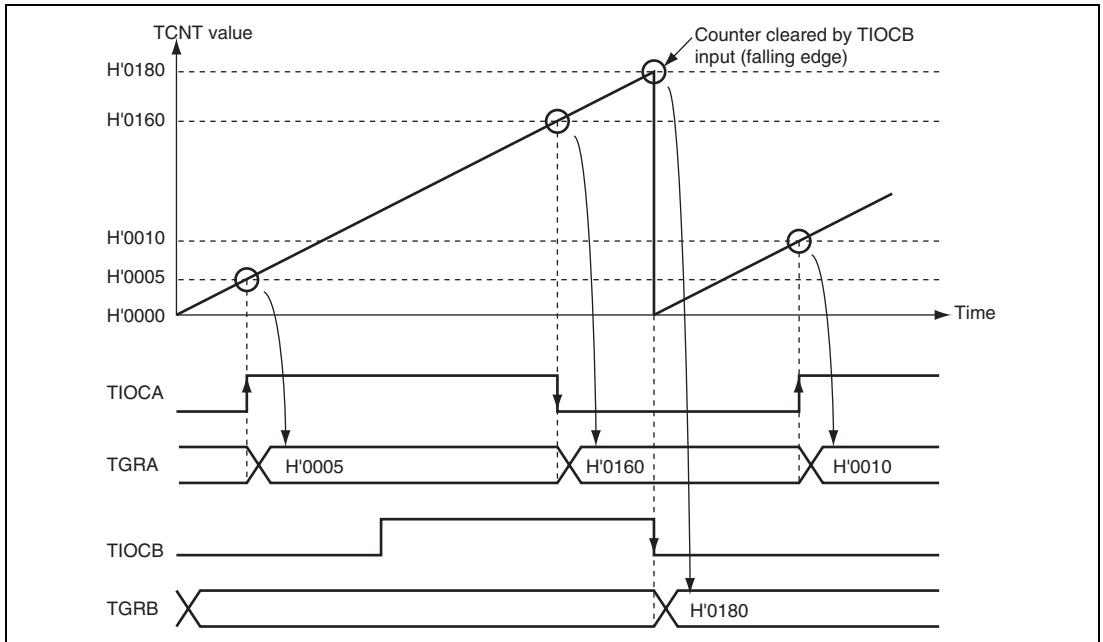 TCNT value
Counter cleared by TIOCB
input (falling edge)
H'0180
H'0160
H'0010
H'0005
H'0000
Time
TIOCA
TGRA
H'0005
H'0160
H'0010
TIOCB
TGRB
H'0180